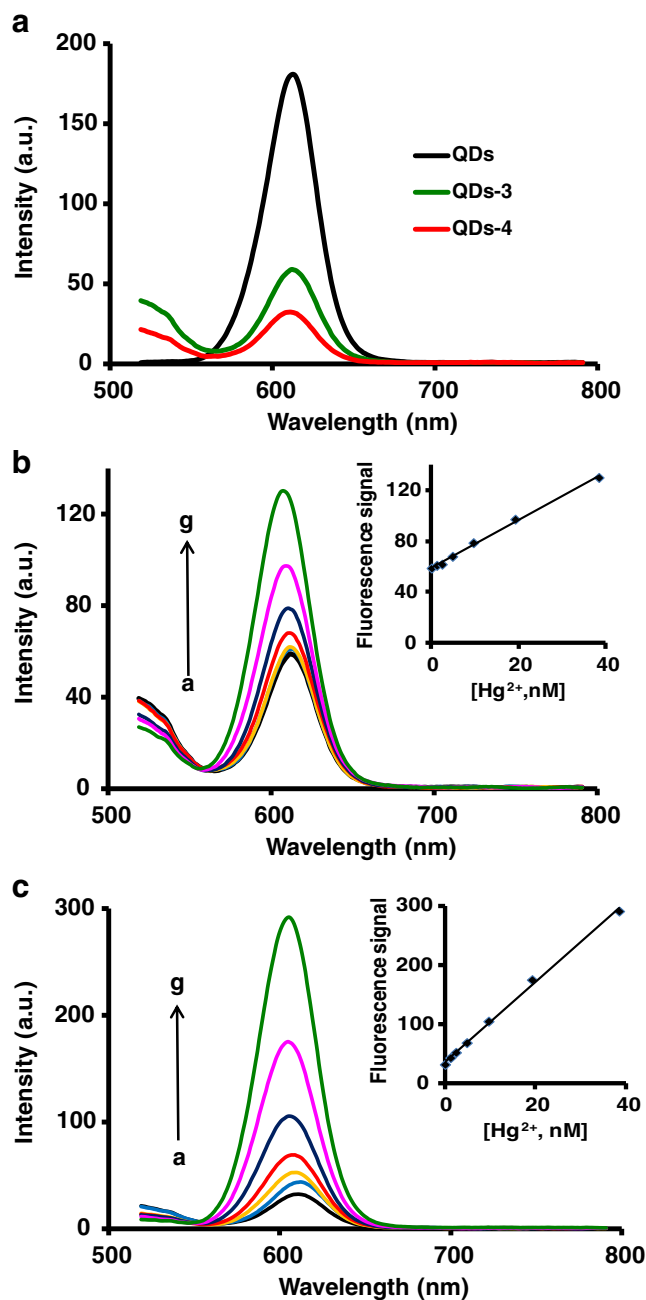 a
200
150
100
50
0
Intensity (a.u.)
QDs
QDs-3
QDs-4
500 600 700 800
Wavelength (nm)
b
120
80
40
0
Intensity (a.u.)
g
a
120
80
40
0
Fluorescence signal
0 20 40
[Hg²⁺,nM]
500 600 700 800
Wavelength (nm)
c
300
200
100
0
Intensity (a.u.)
g
a
300
200
100
0
Fluorescence signal
0 20 40
[Hg²⁺, nM]
500 600 700 800
Wavelength (nm)